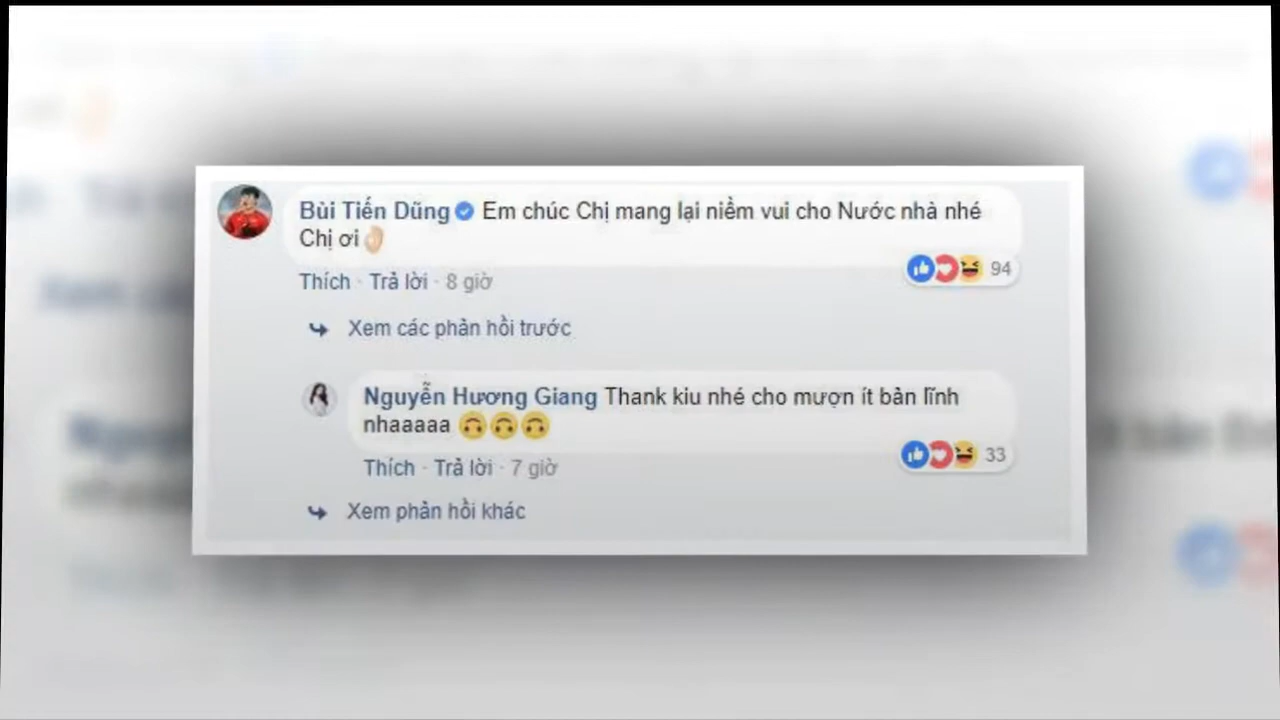 Bùi Tiến Dũng Em chúc Chị mang lại niềm vui cho Nước nhà nhé
Chị ơi👌
Thích · Trả lời · 8 giờ
94
Xem các phản hồi trước
Nguyễn Hương Giang Thank kiu nhé cho mượn ít bản lĩnh
nhaaaaa 🙃🙃🙃
33
Thích · Trả lời · 7 giờ
Xem phản hồi khác